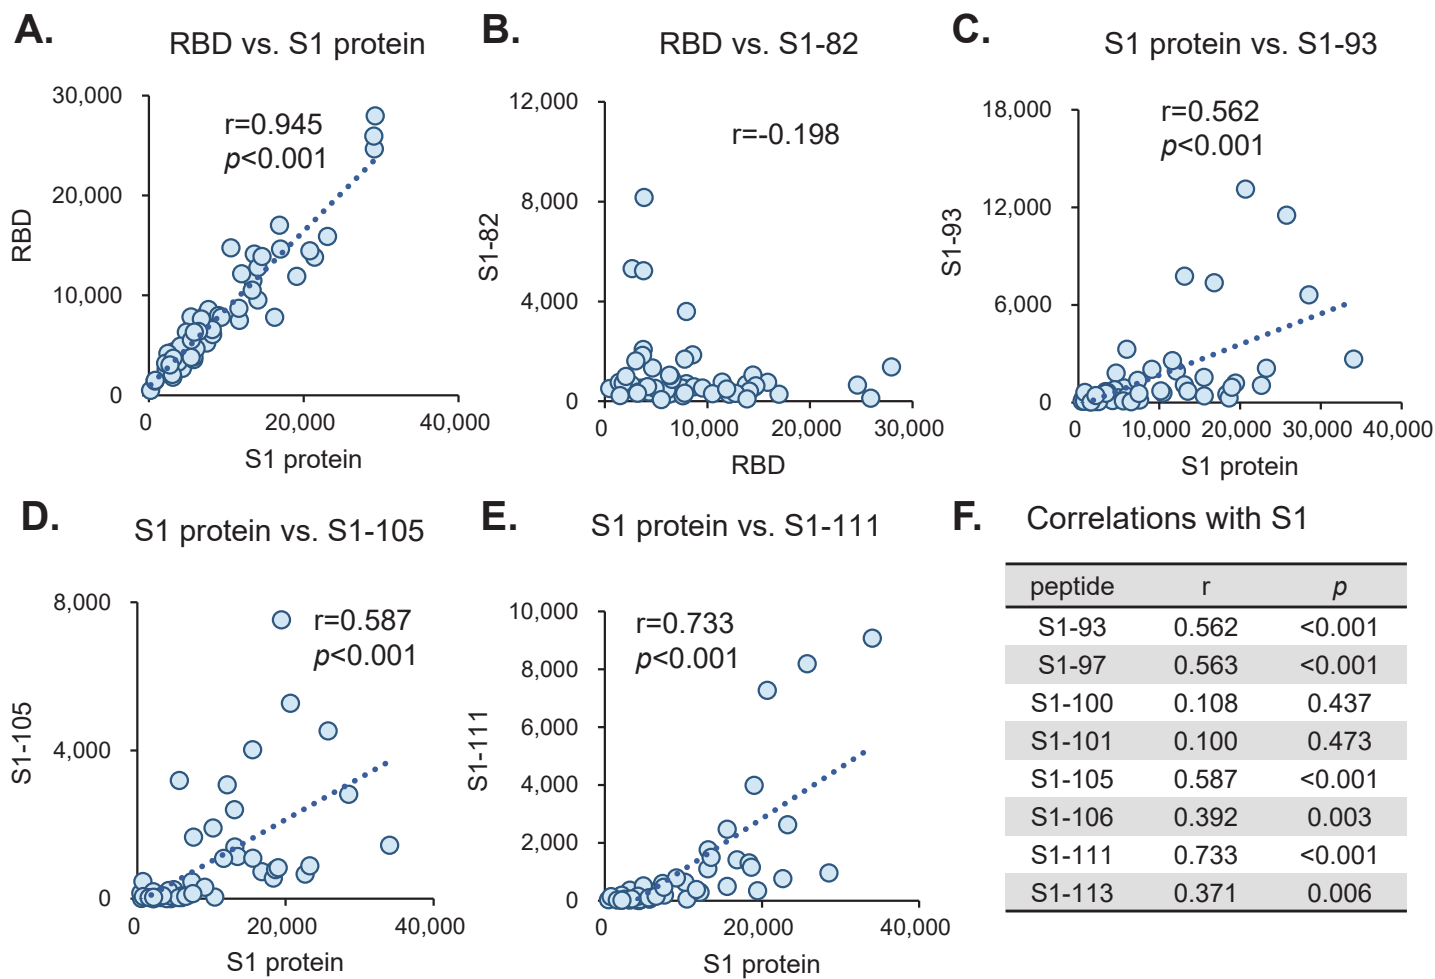 A.
RBD vs. S1 protein
30,000
20,000
10,000
0
RBD
r=0.945
p<0.001
0
20,000
40,000
S1 protein
B.
RBD vs. S1-82
12,000
8,000
4,000
0
S1-82
r=-0.198
0
10,000
20,000
30,000
RBD
C.
S1 protein vs. S1-93
18,000
12,000
6,000
0
S1-93
r=0.562
p<0.001
0
10,000
20,000
30,000
40,000
S1 protein
D.
S1 protein vs. S1-105
8,000
4,000
0
S1-105
r=0.587
p<0.001
0
20,000
40,000
S1 protein
E.
S1 protein vs. S1-111
10,000
8,000
6,000
4,000
2,000
0
S1-111
r=0.733
p<0.001
0
20,000
40,000
S1 protein
F.
Correlations with S1
peptide r p
S1-93 0.562 <0.001
S1-97 0.563 <0.001
S1-100 0.108 0.437
S1-101 0.100 0.473
S1-105 0.587 <0.001
S1-106 0.392 0.003
S1-111 0.733 <0.001
S1-113 0.371 0.006